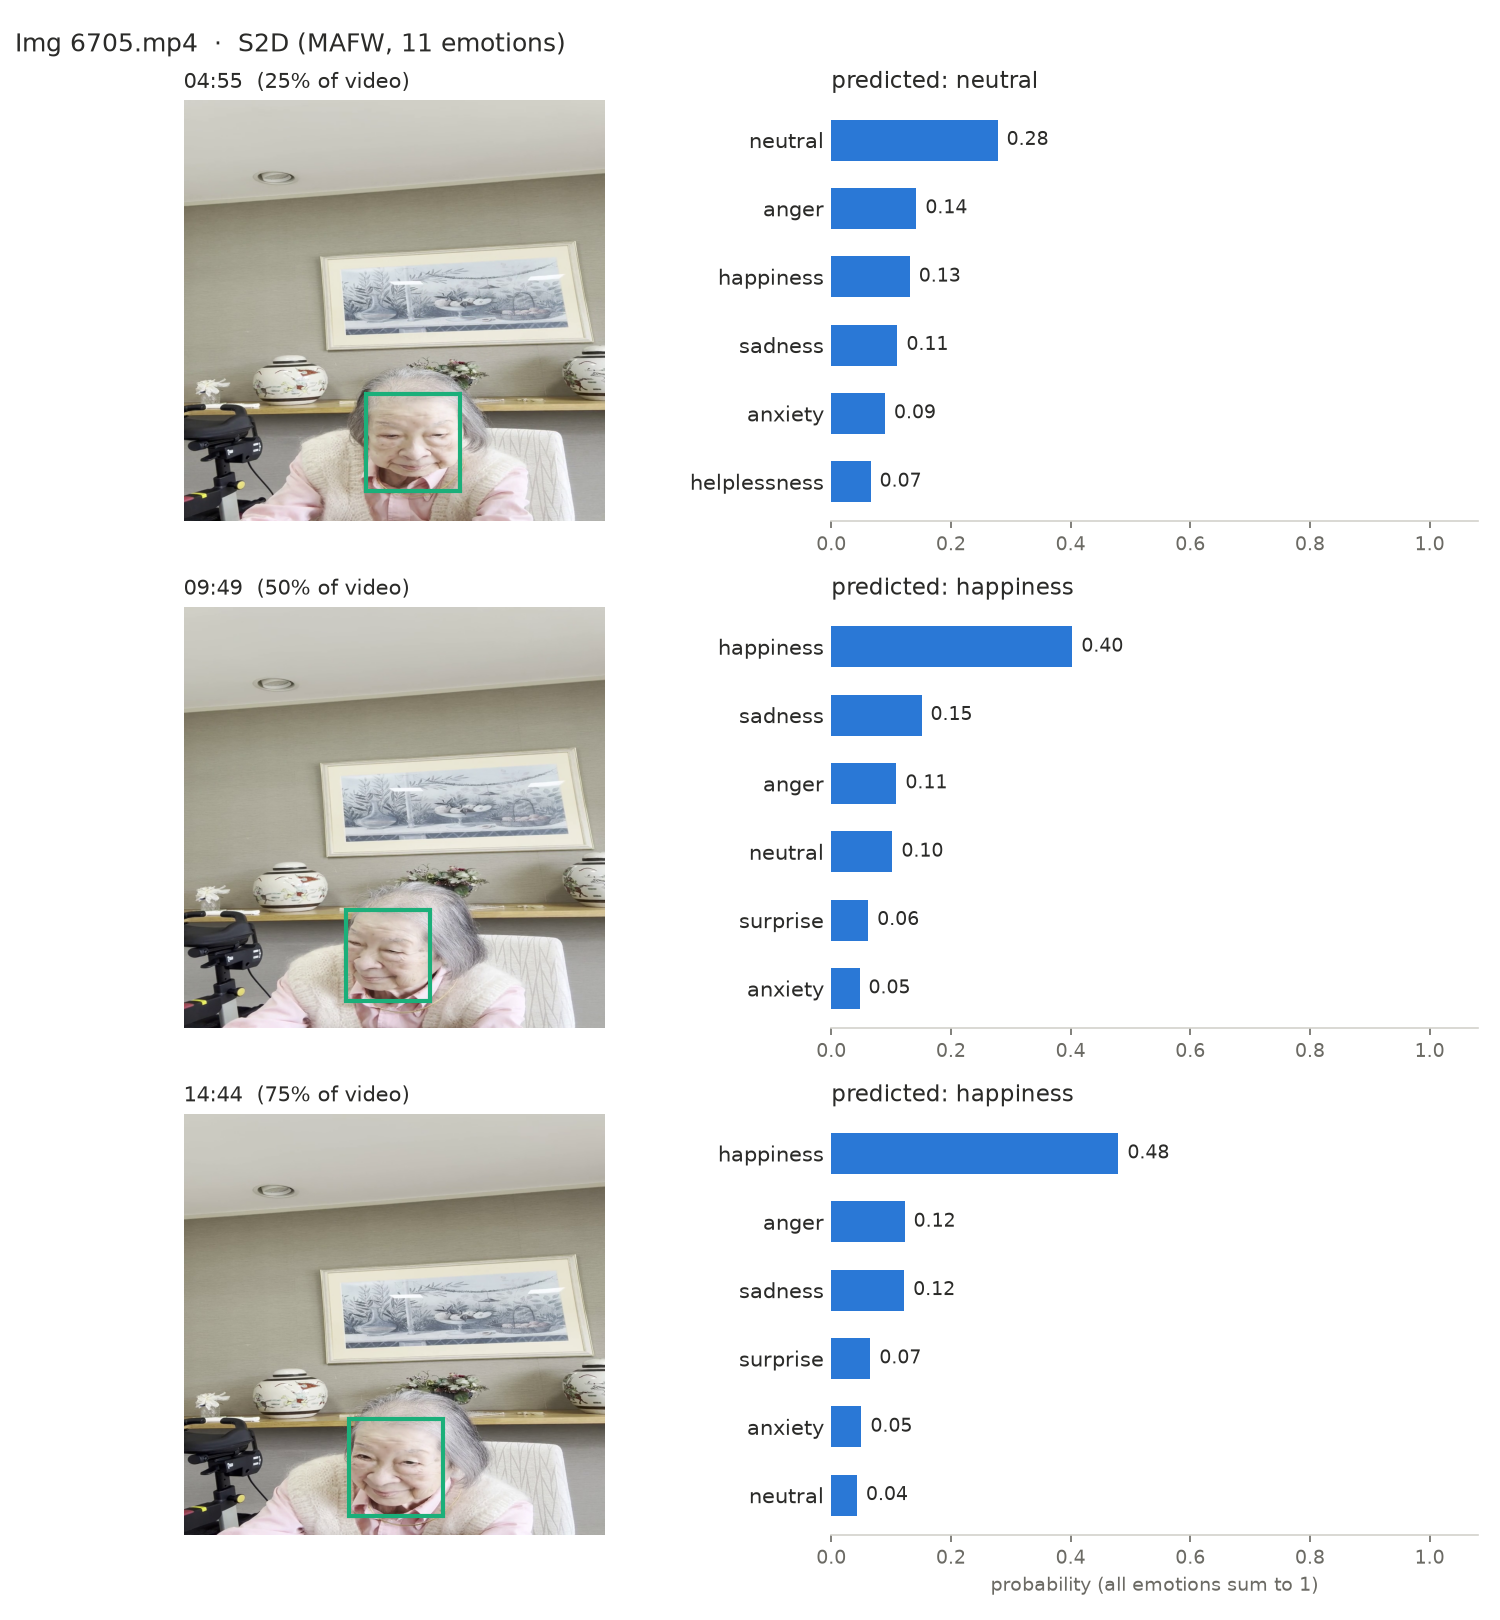 Img 6705.mp4 · S2D (MAFW, 11 emotions)
04:55 (25% of video)
predicted: neutral
neutral 0.28
anger 0.14
happiness 0.13
sadness 0.11
anxiety 0.09
helplessness 0.07
0.0 0.2 0.4 0.6 0.8 1.0
09:49 (50% of video)
predicted: happiness
happiness 0.40
sadness 0.15
anger 0.11
neutral 0.10
surprise 0.06
anxiety 0.05
0.0 0.2 0.4 0.6 0.8 1.0
14:44 (75% of video)
predicted: happiness
happiness 0.48
anger 0.12
sadness 0.12
surprise 0.07
anxiety 0.05
neutral 0.04
0.0 0.2 0.4 0.6 0.8 1.0
probability (all emotions sum to 1)